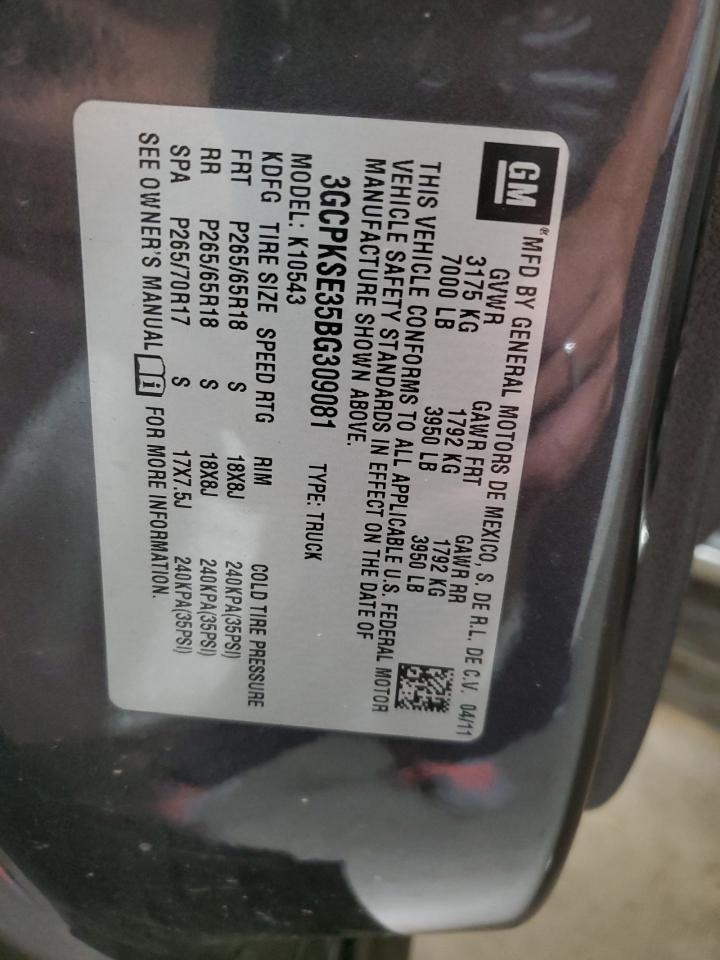 GM® MFD BY GENERAL MOTORS DE MEXICO, S. DE R.L. DE C.V. 04/11
GVWR GAWR FRT GAWR RR
3175 KG 1792 KG 1792 KG
7000 LB 3950 LB 3950 LB
THIS VEHICLE CONFORMS TO ALL APPLICABLE U.S. FEDERAL MOTOR
VEHICLE SAFETY STANDARDS IN EFFECT ON THE DATE OF
MANUFACTURE SHOWN ABOVE.
3GCPKSE35BG309081 TYPE: TRUCK
MODEL: K10543
KDFG TIRE SIZE SPEED RTG RIM COLD TIRE PRESSURE
FRT P265/65R18 S 18X8J 240KPA(35PSI)
RR P265/65R18 S 18X8J 240KPA(35PSI)
SPA P265/70R17 S 17X7.5J 240KPA(35PSI)
SEE OWNER'S MANUAL i FOR MORE INFORMATION.